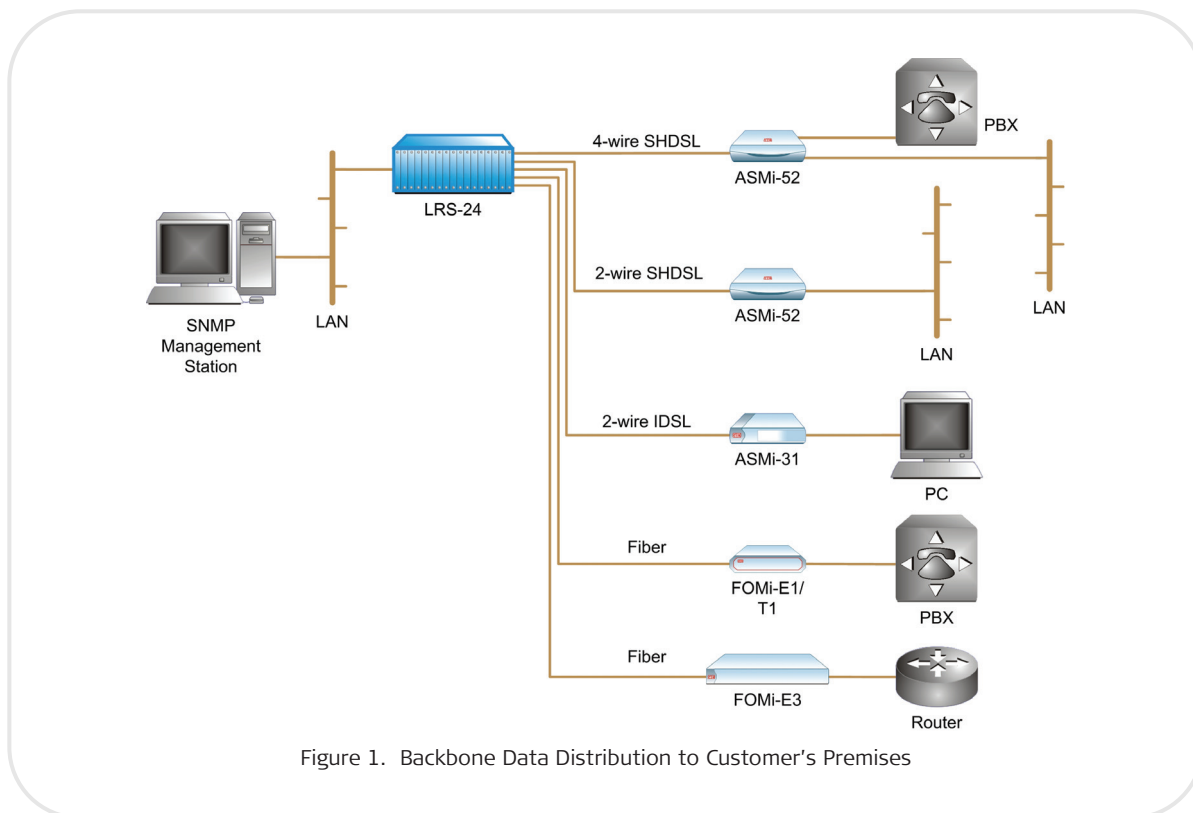 PBX
4-wire SHDSL
ASMi-52
LRS-24
2-wire SHDSL
ASMi-52
LAN
LAN
LAN
SNMP
Management
Station
2-wire IDSL
ASMi-31
PC
Fiber
FOMi-E1/
T1
PBX
Fiber
FOMi-E3
Router
Figure 1. Backbone Data Distribution to Customer's Premises